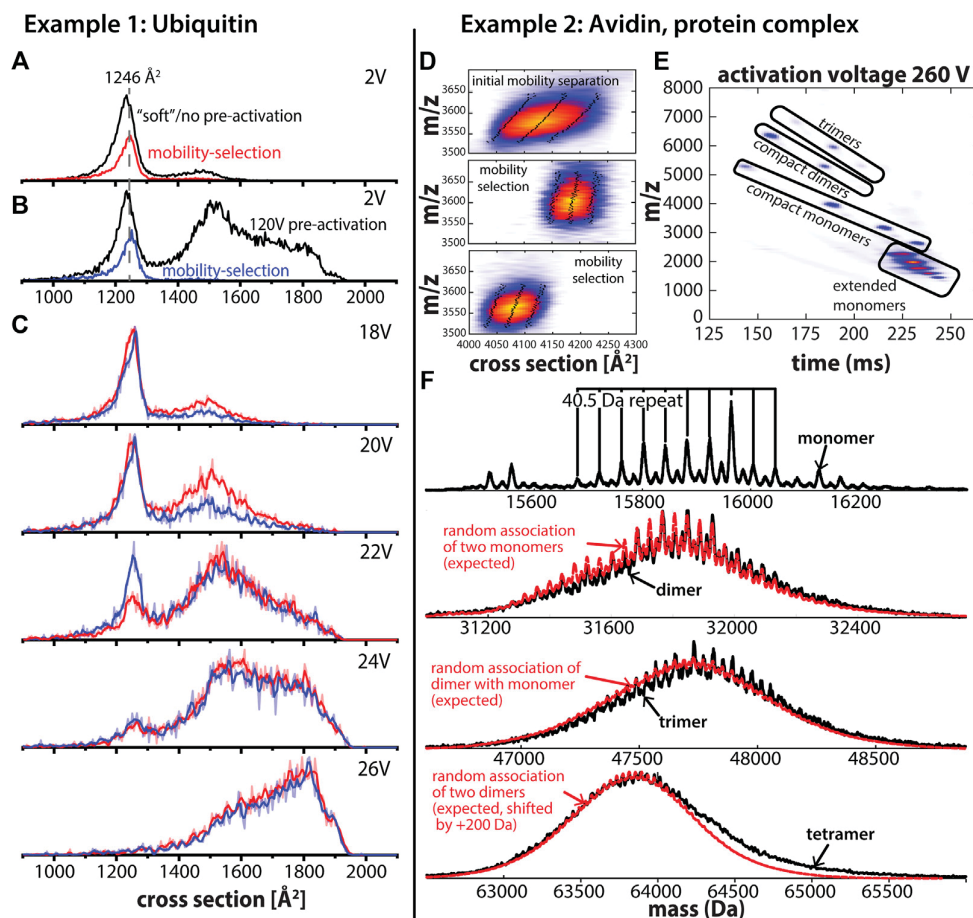 Example 1: Ubiquitin
Example 2: Avidin, protein complex
A
1246 Å²
2V
"soft"/no pre-activation
mobility-selection
B
2V
120V pre-activation
mobility-selection
1000 1200 1400 1600 1800 2000
C
18V
20V
22V
24V
26V
1000 1200 1400 1600 1800 2000
cross section [Å²]
D
initial mobility separation
m/z
3650
3600
3550
3500
mobility
selection
m/z
3650
3600
3550
3500
mobility
selection
m/z
3650
3600
3550
3500
4000 4050 4100 4150 4200 4250 4300
cross section [Å²]
E
activation voltage 260 V
m/z
8000
7000
6000
5000
4000
3000
2000
1000
0
trimers
compact dimers
compact monomers
extended
monomers
125 150 175 200 225 250
time (ms)
F
40.5 Da repeat
monomer
15600 15800 16000 16200
random association
of two monomers
(expected)
dimer
31200 31600 32000 32400
random association of
dimer with monomer
(expected)
trimer
47000 47500 48000 48500
random association
of two dimers
(expected, shifted
by +200 Da)
tetramer
63000 63500 64000 64500 65000 65500
mass (Da)